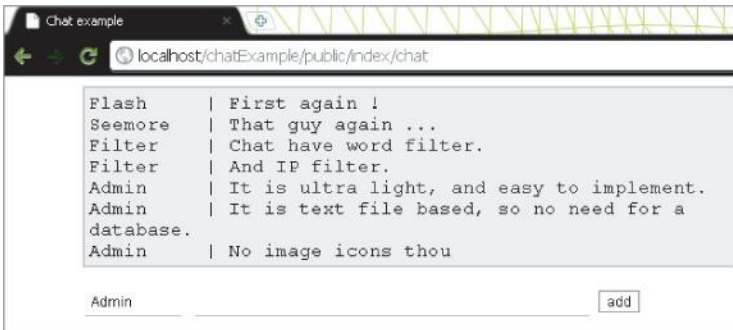 Chat example
localhost/chatExample/public/index/chat
Flash | First again !
Seemore | That guy again ...
Filter | Chat have word filter.
Filter | And IP filter.
Admin | It is ultra light, and easy to implement.
Admin | It is text file based, so no need for a
database.
Admin | No image icons thou
Admin add